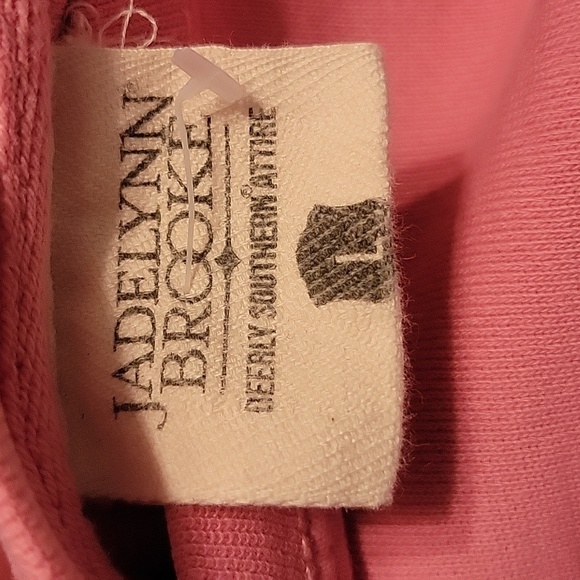 JADELYNN®
BROOKE
DEERLY SOUTHERN® ATTIRE
L